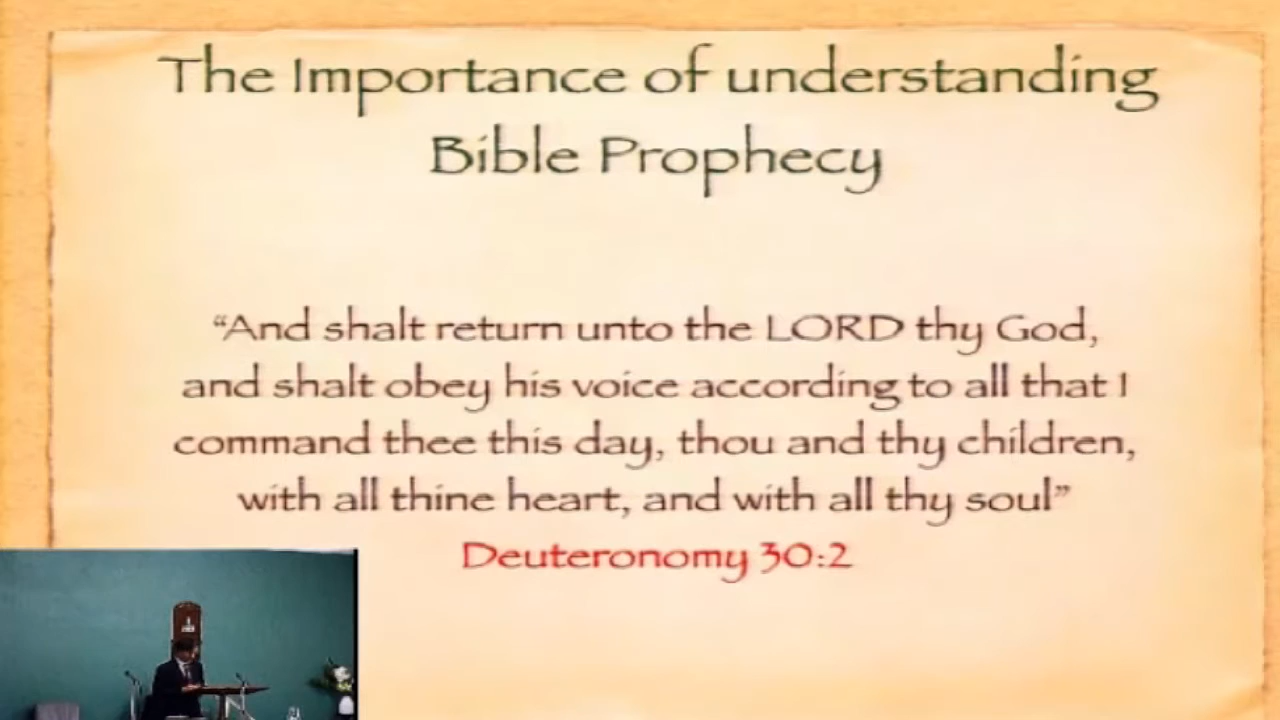 The Importance of understanding
Bible Prophecy
“And shalt return unto the LORD thy God,
and shalt obey his voice according to all that I
command thee this day, thou and thy children,
with all thine heart, and with all thy soul”
Deuteronomy 30:2